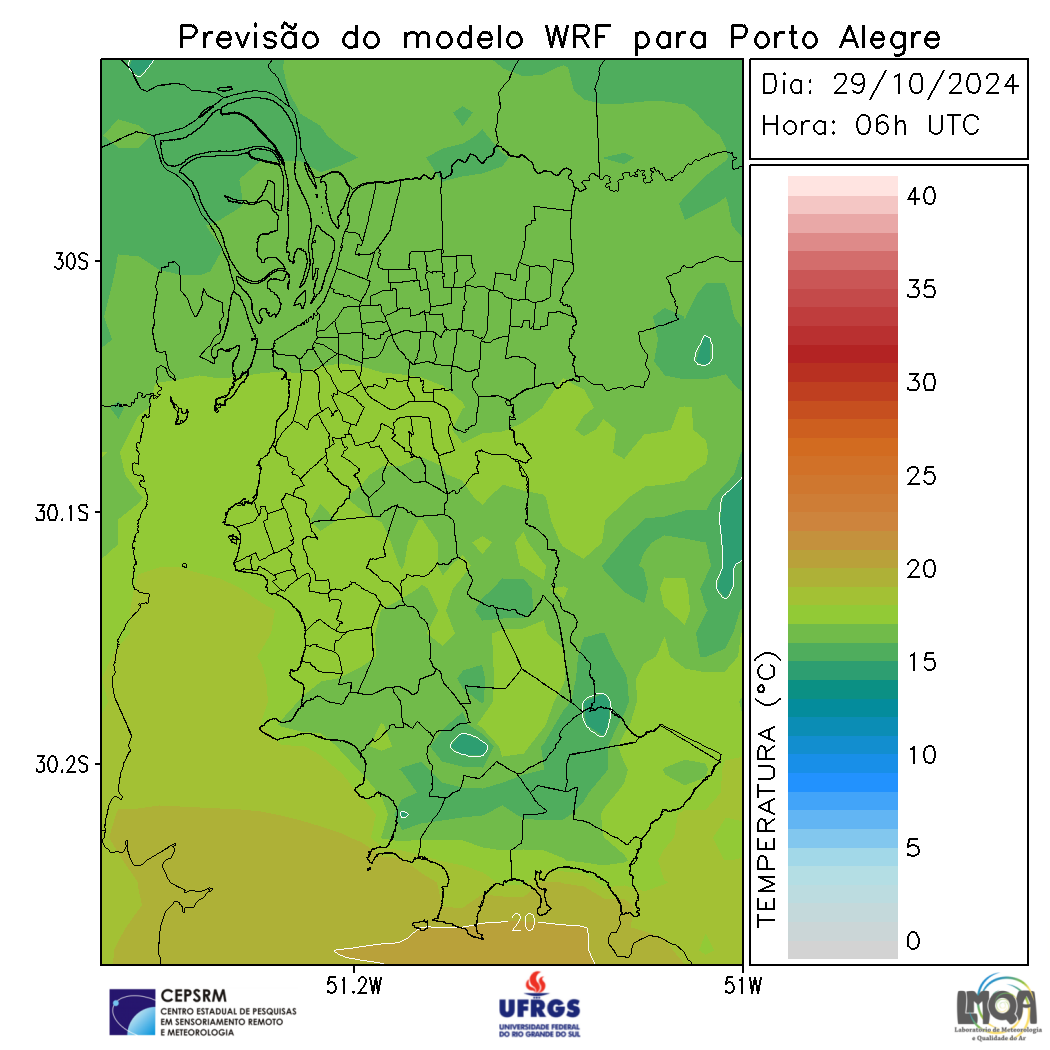 Previsão do modelo WRF para Porto Alegre
Dia: 29/10/2024
Hora: 06h UTC
40
35
30
25
20
15
10
5
0
TEMPERATURA (°C)
30S
30.1S
30.2S
20
51.2W
51W
CEPSRM
CENTRO ESTADUAL DE PESQUISAS
EM SENSORIAMENTO REMOTO
E METEOROLOGIA
UFRGS
UNIVERSIDADE FEDERAL
DO RIO GRANDE DO SUL
LMQA
Laboratório de Meteorologia
e Qualidade do Ar